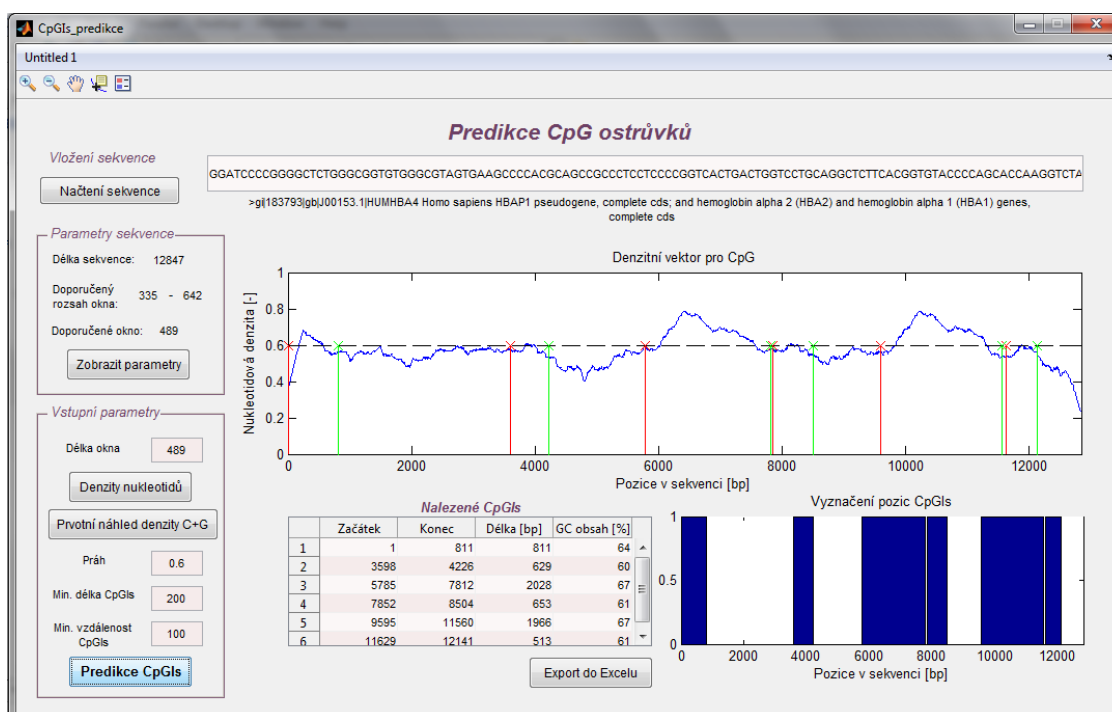 CpGIs_predikce
Untitled 1
Predikce CpG ostrůvků
Vložení sekvence
Načtení sekvence
GGATCCCCGGGGCTCTGGGCGGTGTGGGCGTAGTGAAGCCCCACGCAGCCGCCCTCCTCCCCGGTCACTGACTGGTCCTGCAGGCTCTTCACGGTGTACCCCAGCACCAAGGTCTA
>gi|183793|gb|J00153.1|HUMHBA4 Homo sapiens HBAP1 pseudogene, complete cds; and hemoglobin alpha 2 (HBA2) and hemoglobin alpha 1 (HBA1) genes,
complete cds
Parametry sekvence
Délka sekvence: 12847
Doporučený
rozsah okna: 335 - 642
Doporučené okno: 489
Zobrazit parametry
Vstupní parametry
Délka okna 489
Denzity nukleotidů
Prvotní náhled denzity C+G
Práh 0.6
Min. délka CpGIs 200
Min. vzdálenost
CpGIs 100
Predikce CpGIs
Denzitní vektor pro CpG
Nukleotidová denzita [-]
1
0.8
0.6
0.4
0.2
0
0 2000 4000 6000 8000 10000 12000
Pozice v sekvenci [bp]
Nalezené CpGIs
Začátek Konec Délka [bp] GC obsah [%]
1 1 811 811 64
2 3598 4226 629 60
3 5785 7812 2028 67
4 7852 8504 653 61
5 9595 11560 1966 67
6 11629 12141 513 61
Export do Excelu
Vyznačení pozic CpGIs
1
0.5
0
0 2000 4000 6000 8000 10000 12000
Pozice v sekvenci [bp]